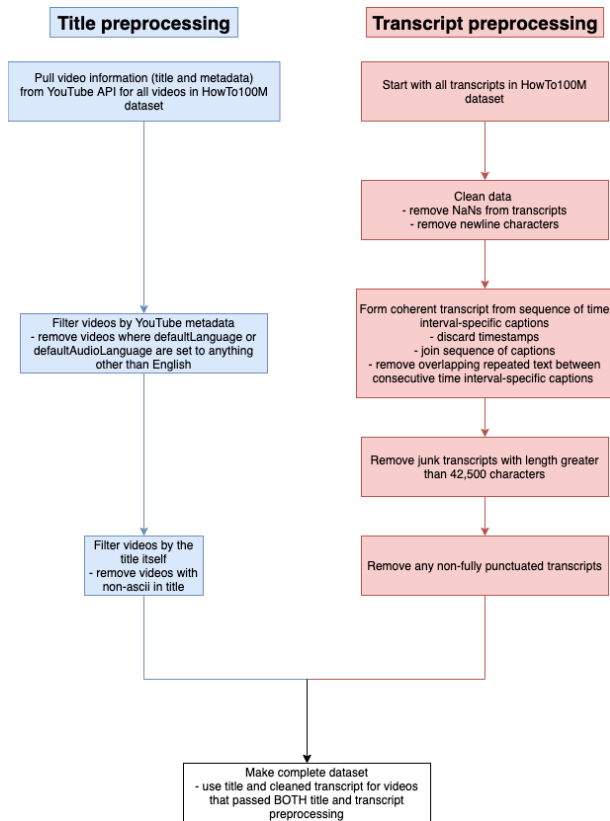 Title preprocessing
Pull video information (title and metadata)
from YouTube API for all videos in HowTo100M
dataset
Filter videos by YouTube metadata
- remove videos where defaultLanguage or
defaultAudioLanguage are set to anything
other than English
Filter videos by the
title itself
- remove videos with
non-ascii in title
Transcript preprocessing
Start with all transcripts in HowTo100M
dataset
Clean data
- remove NaNs from transcripts
- remove newline characters
Form coherent transcript from sequence of time
interval-specific captions
- discard timestamps
- join sequence of captions
- remove overlapping repeated text between
consecutive time interval-specific captions
Remove junk transcripts with length greater
than 42,500 characters
Remove any non-fully punctuated transcripts
Make complete dataset
- use title and cleaned transcript for videos
that passed BOTH title and transcript
preprocessing